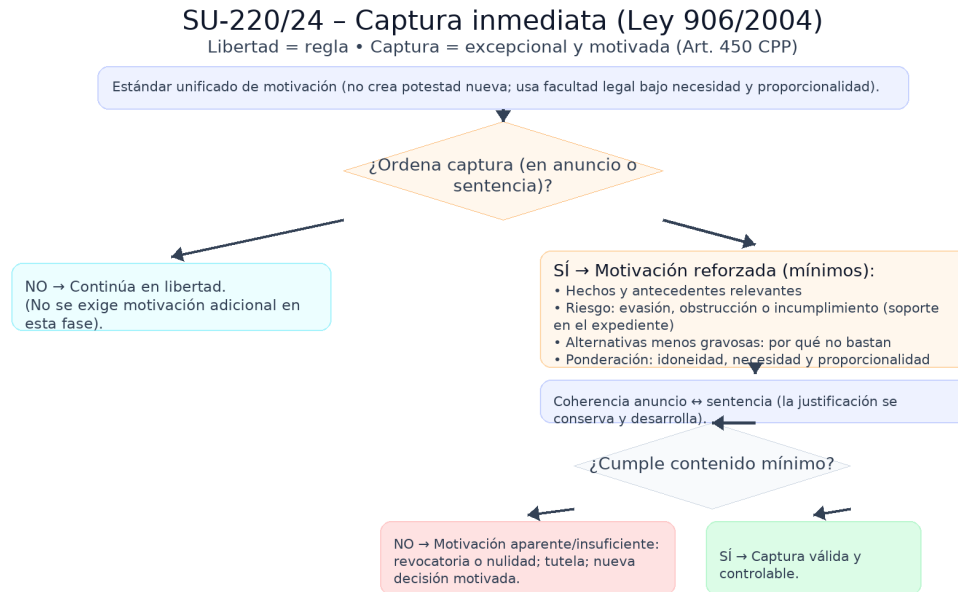 SU-220/24 – Captura inmediata (Ley 906/2004)
Libertad = regla • Captura = excepcional y motivada (Art. 450 CPP)
Estándar unificado de motivación (no crea potestad nueva; usa facultad legal bajo necesidad y proporcionalidad).
¿Ordena captura (en anuncio o
sentencia)?
NO → Continúa en libertad.
(No se exige motivación adicional en
esta fase).
SÍ → Motivación reforzada (mínimos):
• Hechos y antecedentes relevantes
• Riesgo: evasión, obstrucción o incumplimiento (soporte
en el expediente)
• Alternativas menos gravosas: por qué no bastan
• Ponderación: idoneidad, necesidad y proporcionalidad
Coherencia anuncio ↔ sentencia (la justificación se
conserva y desarrolla).
¿Cumple contenido mínimo?
NO → Motivación aparente/insuficiente:
revocatoria o nulidad; tutela; nueva
decisión motivada.
SÍ → Captura válida y
controlable.